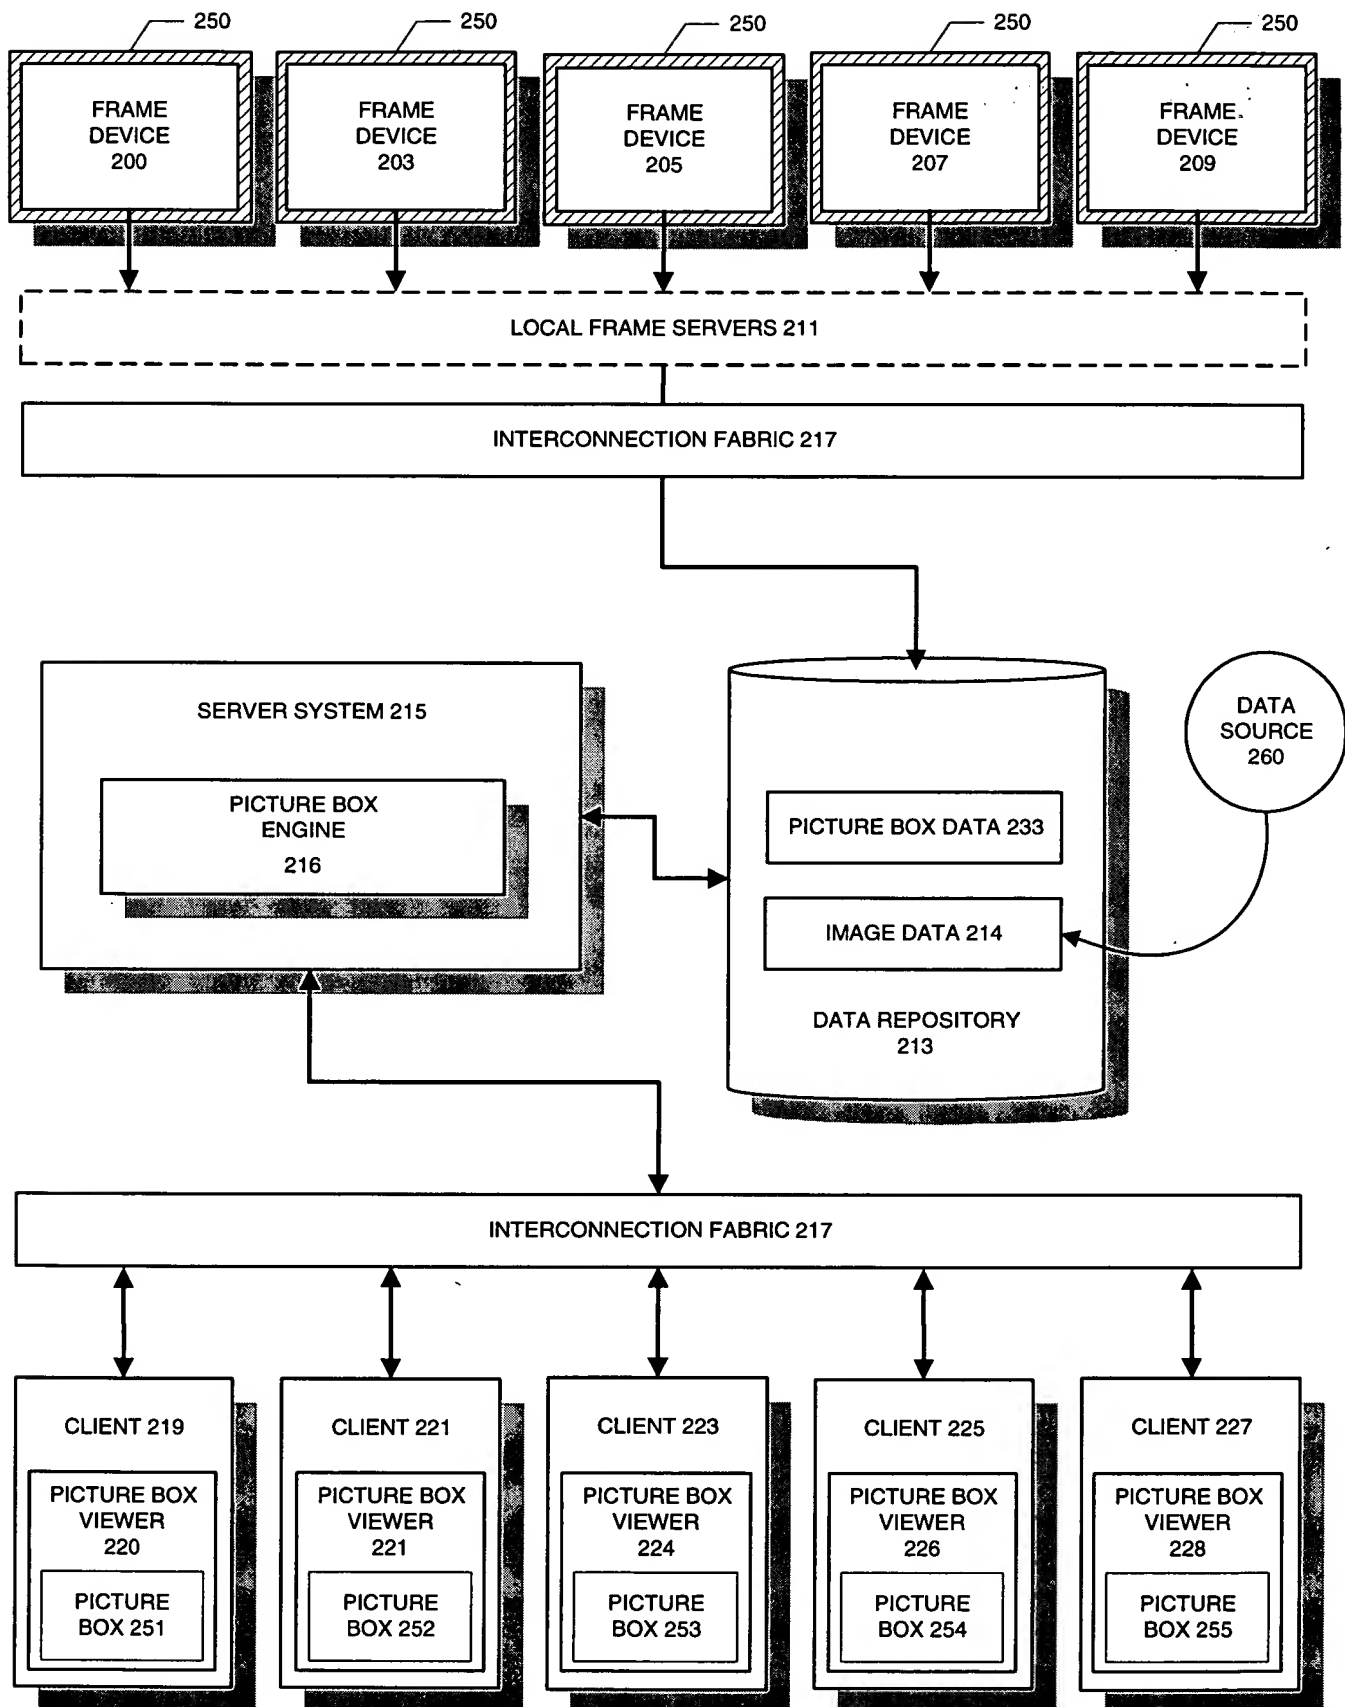 250 250 250 250 250
FRAME DEVICE 200
FRAME DEVICE 203
FRAME DEVICE 205
FRAME DEVICE 207
FRAME DEVICE 209
LOCAL FRAME SERVERS 211
INTERCONNECTION FABRIC 217
SERVER SYSTEM 215
PICTURE BOX
ENGINE
216
PICTURE BOX DATA 233
IMAGE DATA 214
DATA REPOSITORY
213
DATA
SOURCE
260
INTERCONNECTION FABRIC 217
CLIENT 219
PICTURE BOX
VIEWER
220
PICTURE
BOX 251
CLIENT 221
PICTURE BOX
VIEWER
221
PICTURE
BOX 252
CLIENT 223
PICTURE BOX
VIEWER
224
PICTURE
BOX 253
CLIENT 225
PICTURE BOX
VIEWER
226
PICTURE
BOX 254
CLIENT 227
PICTURE BOX
VIEWER
228
PICTURE
BOX 255